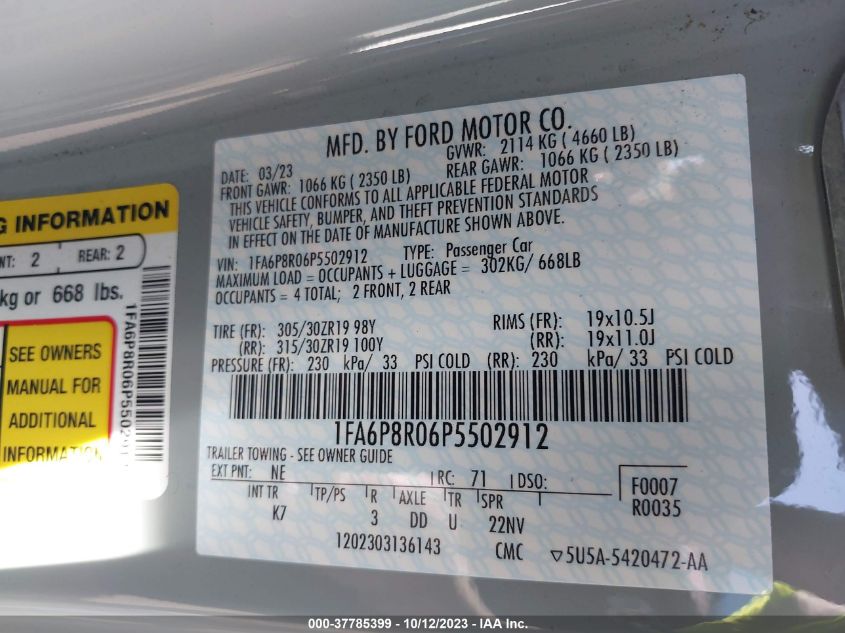 MFD. BY FORD MOTOR CO.
DATE: 03/23 GVWR: 2114 KG ( 4660 LB)
FRONT GAWR: 1066 KG ( 2350 LB) REAR GAWR: 1066 KG ( 2350 LB)
THIS VEHICLE CONFORMS TO ALL APPLICABLE FEDERAL MOTOR
VEHICLE SAFETY, BUMPER, AND THEFT PREVENTION STANDARDS
IN EFFECT ON THE DATE OF MANUFACTURE SHOWN ABOVE.
VIN: 1FA6P8R06P5502912 TYPE: Passenger Car
MAXIMUM LOAD = OCCUPANTS + LUGGAGE = 302KG/ 668LB
OCCUPANTS = 4 TOTAL; 2 FRONT, 2 REAR
TIRE (FR): 305/30ZR19 98Y RIMS (FR): 19x10.5J
(RR): 315/30ZR19 100Y (RR): 19x11.0J
PRESSURE (FR): 230 kPa/ 33 PSI COLD (RR): 230 kPa/ 33 PSI COLD
1FA6P8R06P5502912
TRAILER TOWING - SEE OWNER GUIDE
EXT PNT: NE RC: 71 DSO: F0007
R0035
INT TR TP/PS R AXLE TR SPR
K7 3 DD U 22NV
1202303136143 CMC ▽5U5A-5420472-AA
G INFORMATION
NT: 2 REAR: 2
kg or 668 lbs.
SEE OWNERS
MANUAL FOR
ADDITIONAL
INFORMATION
1FA6P8R06P55029
000-37785399 - 10/12/2023 - IAA Inc.